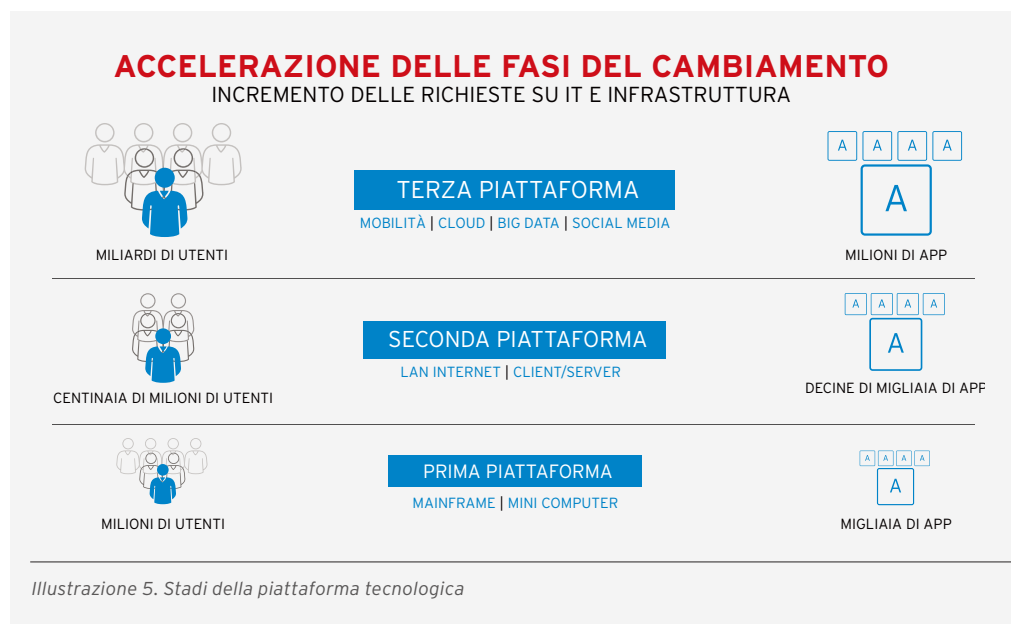 ACCELERAZIONE DELLE FASI DEL CAMBIAMENTO
INCREMENTO DELLE RICHIESTE SU IT E INFRASTRUTTURA
A A A A
A
TERZA PIATTAFORMA
MOBILITÀ | CLOUD | BIG DATA | SOCIAL MEDIA
MILIARDI DI UTENTI
MILIONI DI APP
A A A A
A
SECONDA PIATTAFORMA
LAN INTERNET | CLIENT/SERVER
CENTINAIA DI MILIONI DI UTENTI
DECINE DI MIGLIAIA DI APP
A A A A
A
PRIMA PIATTAFORMA
MAINFRAME | MINI COMPUTER
MILIONI DI UTENTI
MIGLIAIA DI APP
Illustrazione 5. Stadi della piattaforma tecnologica